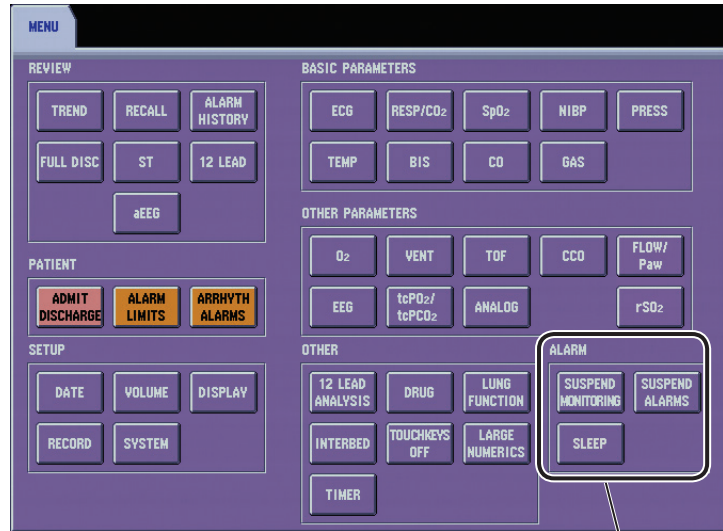 MENU
REVIEW
TREND
RECALL
ALARM
HISTORY
FULL DISC
ST
12 LEAD
aEEG
PATIENT
ADMIT
DISCHARGE
ALARM
LIMITS
ARRHYTH
ALARMS
SETUP
DATE
VOLUME
DISPLAY
RECORD
SYSTEM
BASIC PARAMETERS
ECG
RESP/CO₂
SpO₂
NIBP
PRESS
TEMP
BIS
CO
GAS
OTHER PARAMETERS
O₂
VENT
TOF
CCO
FLOW/
Paw
EEG
tcPO₂/
tcPCO₂
ANALOG
rSO₂
OTHER
12 LEAD
ANALYSIS
DRUG
LUNG
FUNCTION
INTERBED
TOUCHKEYS
OFF
LARGE
NUMERICS
TIMER
ALARM
SUSPEND
MONITORING
SUSPEND
ALARMS
SLEEP